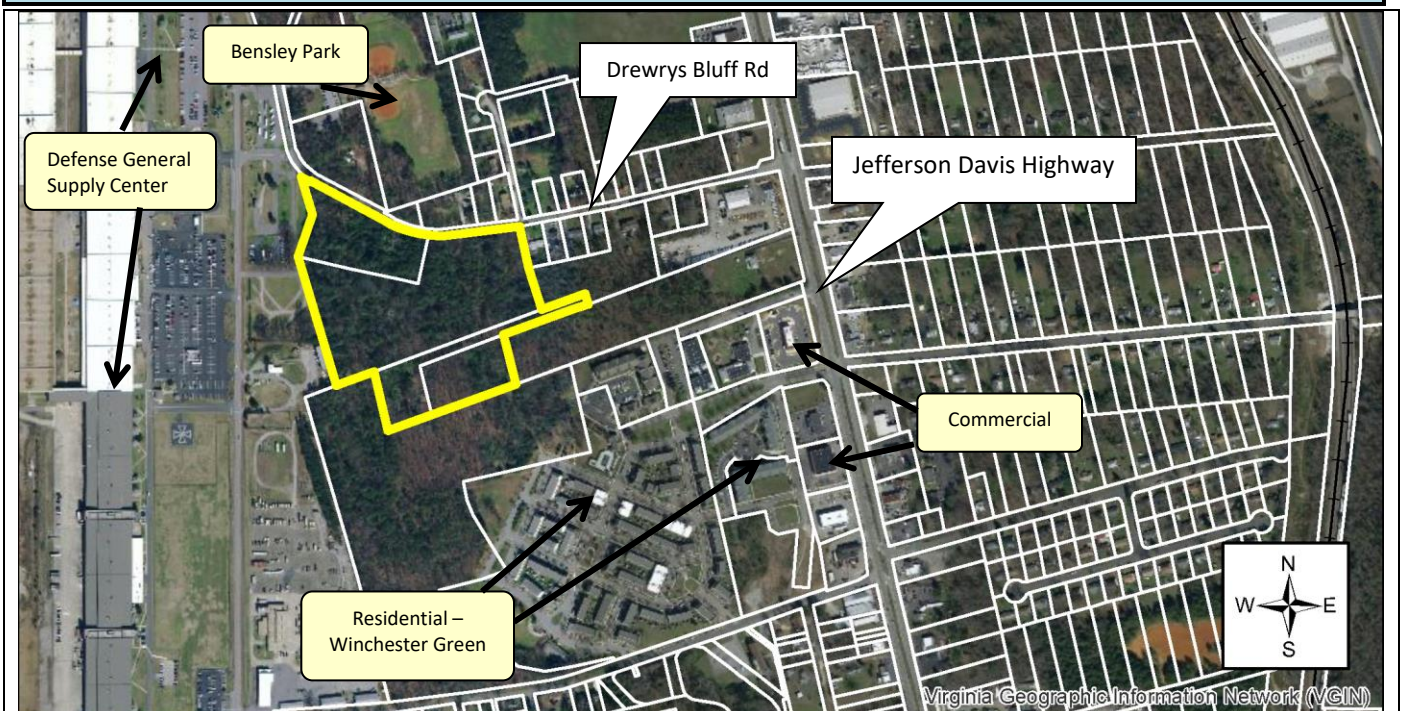 Bensley Park
Drewrys Bluff Rd
Defense General
Supply Center
Jefferson Davis Highway
Commercial
Residential –
Winchester Green
N
W E
S
Virginia Geographic Information Network (VGIN)